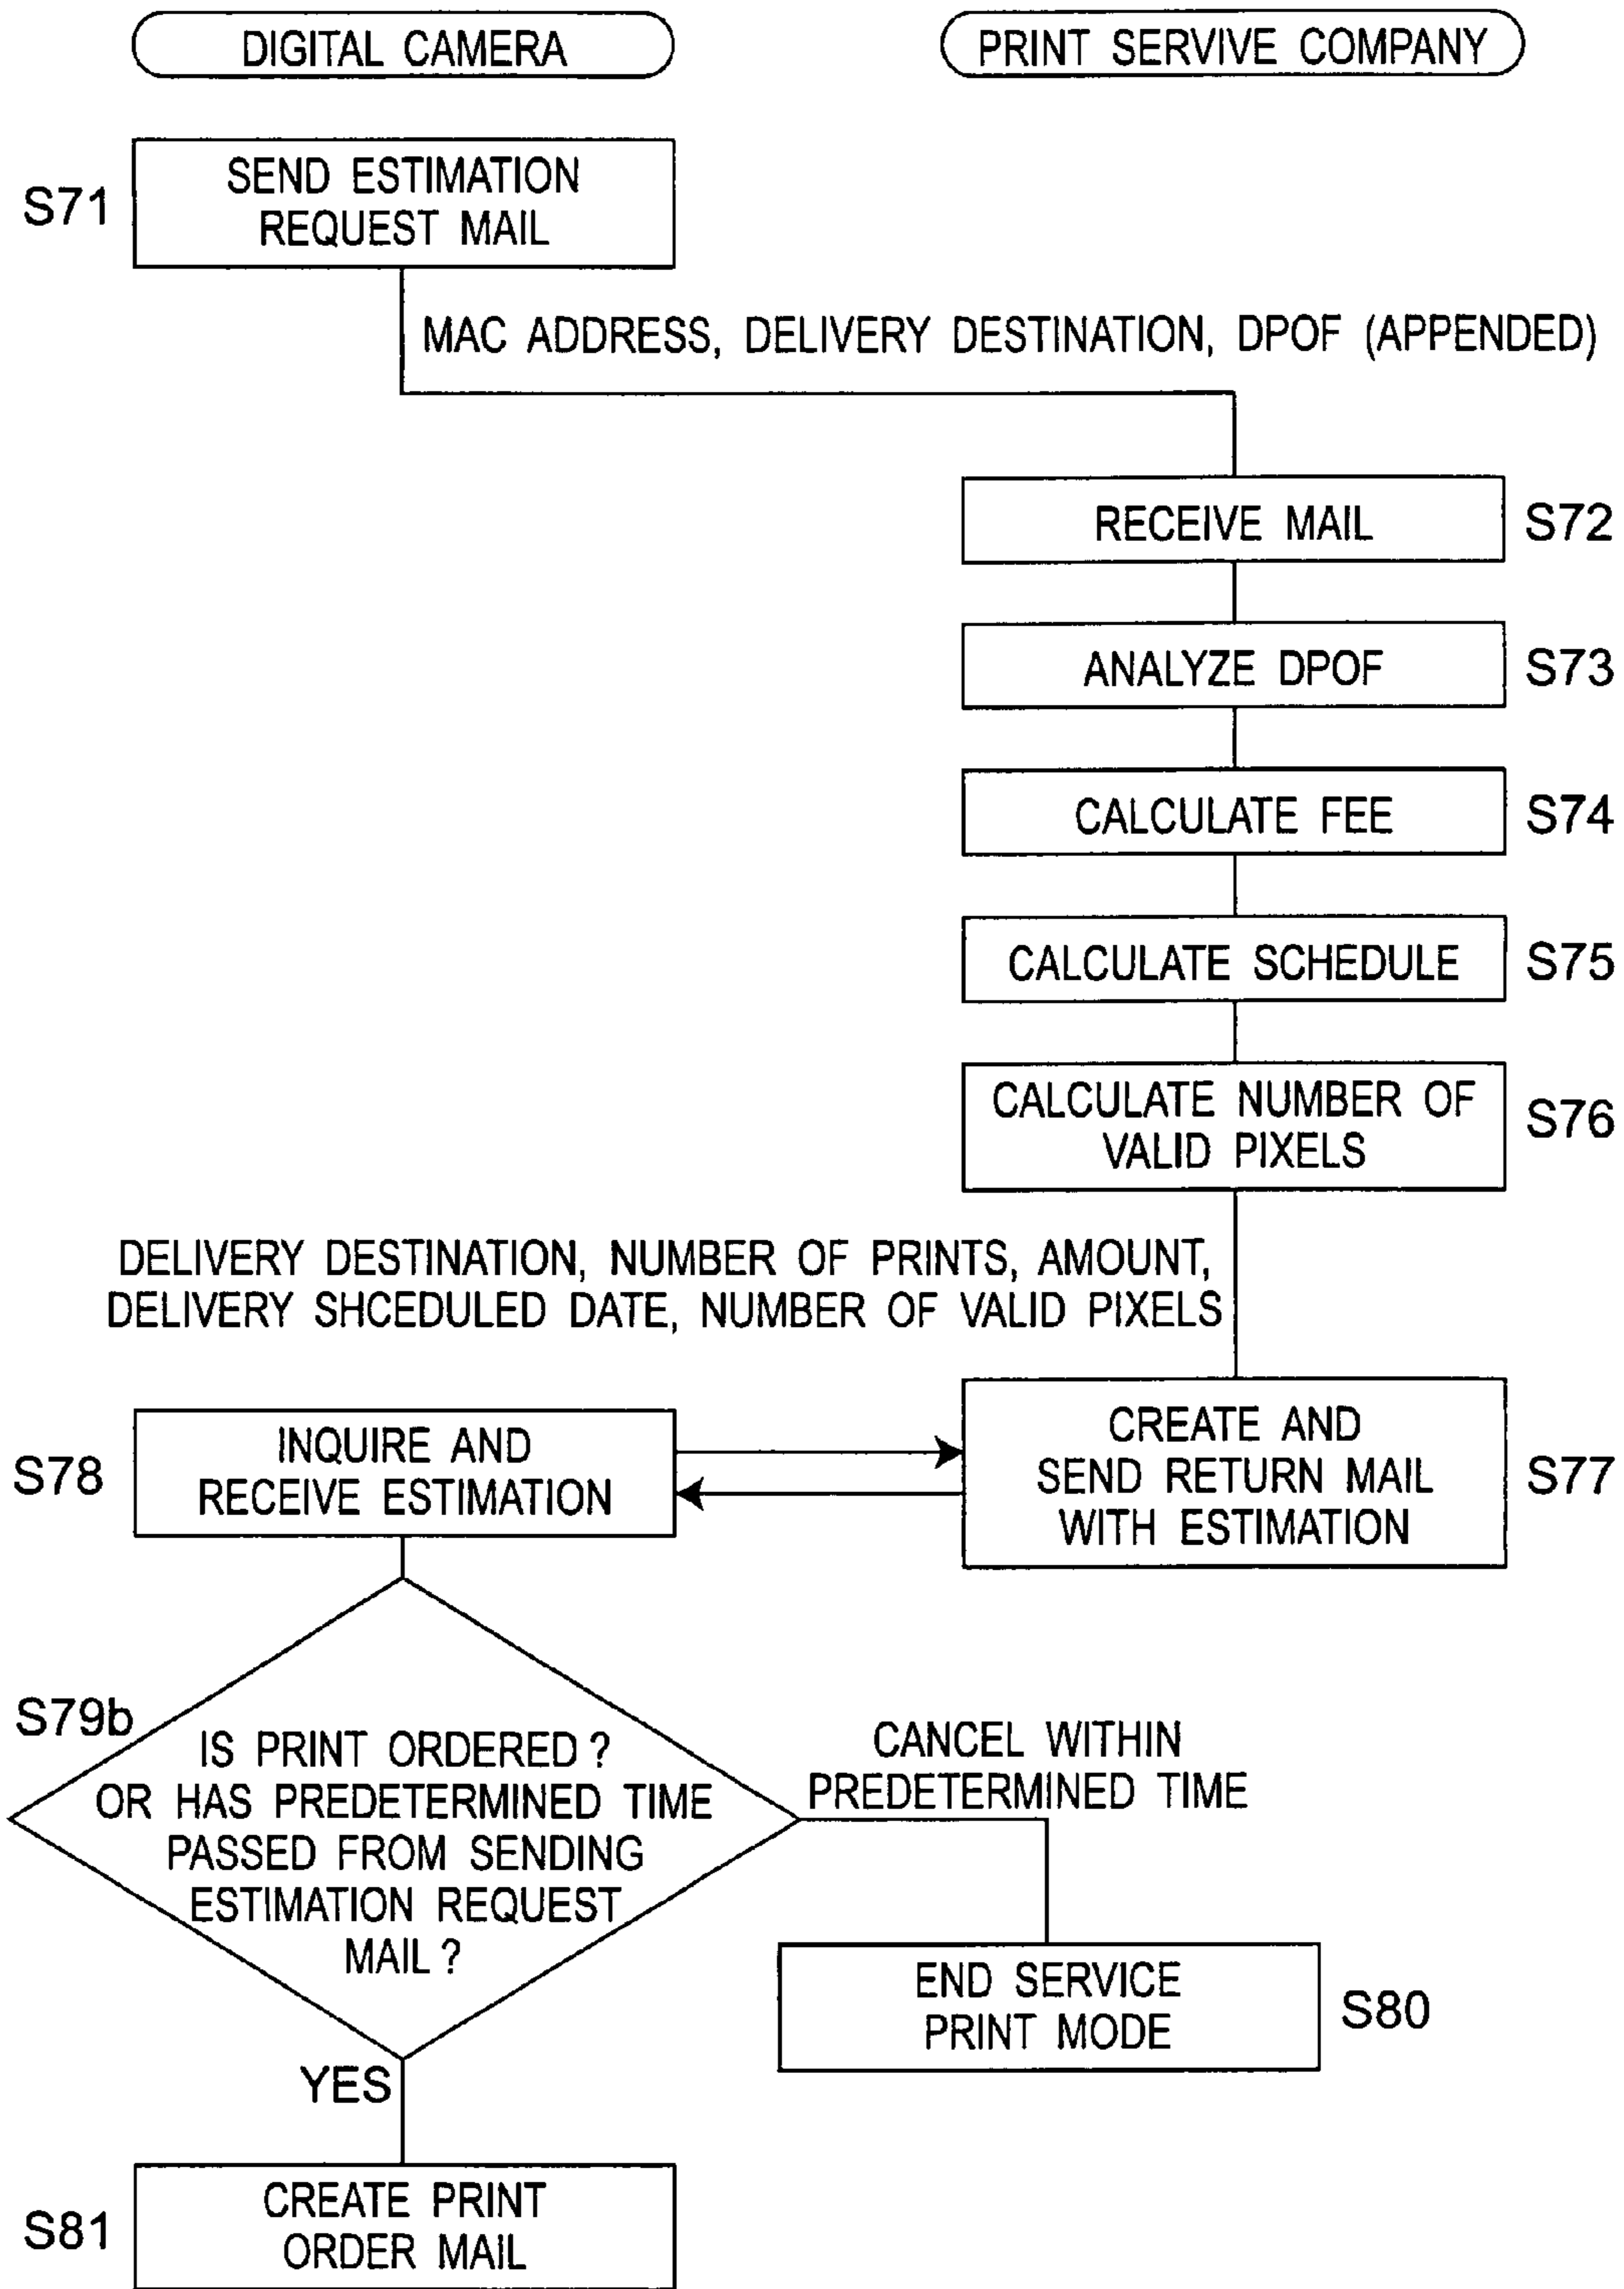 DIGITAL CAMERA
PRINT SERVIVE COMPANY
S71
SEND ESTIMATION
REQUEST MAIL
MAC ADDRESS, DELIVERY DESTINATION, DPOF (APPENDED)
RECEIVE MAIL
S72
ANALYZE DPOF
S73
CALCULATE FEE
S74
CALCULATE SCHEDULE
S75
CALCULATE NUMBER OF
VALID PIXELS
S76
DELIVERY DESTINATION, NUMBER OF PRINTS, AMOUNT,
DELIVERY SHCEDULED DATE, NUMBER OF VALID PIXELS
S78
INQUIRE AND
RECEIVE ESTIMATION
CREATE AND
SEND RETURN MAIL
WITH ESTIMATION
S77
S79b
IS PRINT ORDERED?
OR HAS PREDETERMINED TIME
PASSED FROM SENDING
ESTIMATION REQUEST
MAIL?
CANCEL WITHIN
PREDETERMINED TIME
END SERVICE
PRINT MODE
S80
YES
S81
CREATE PRINT
ORDER MAIL